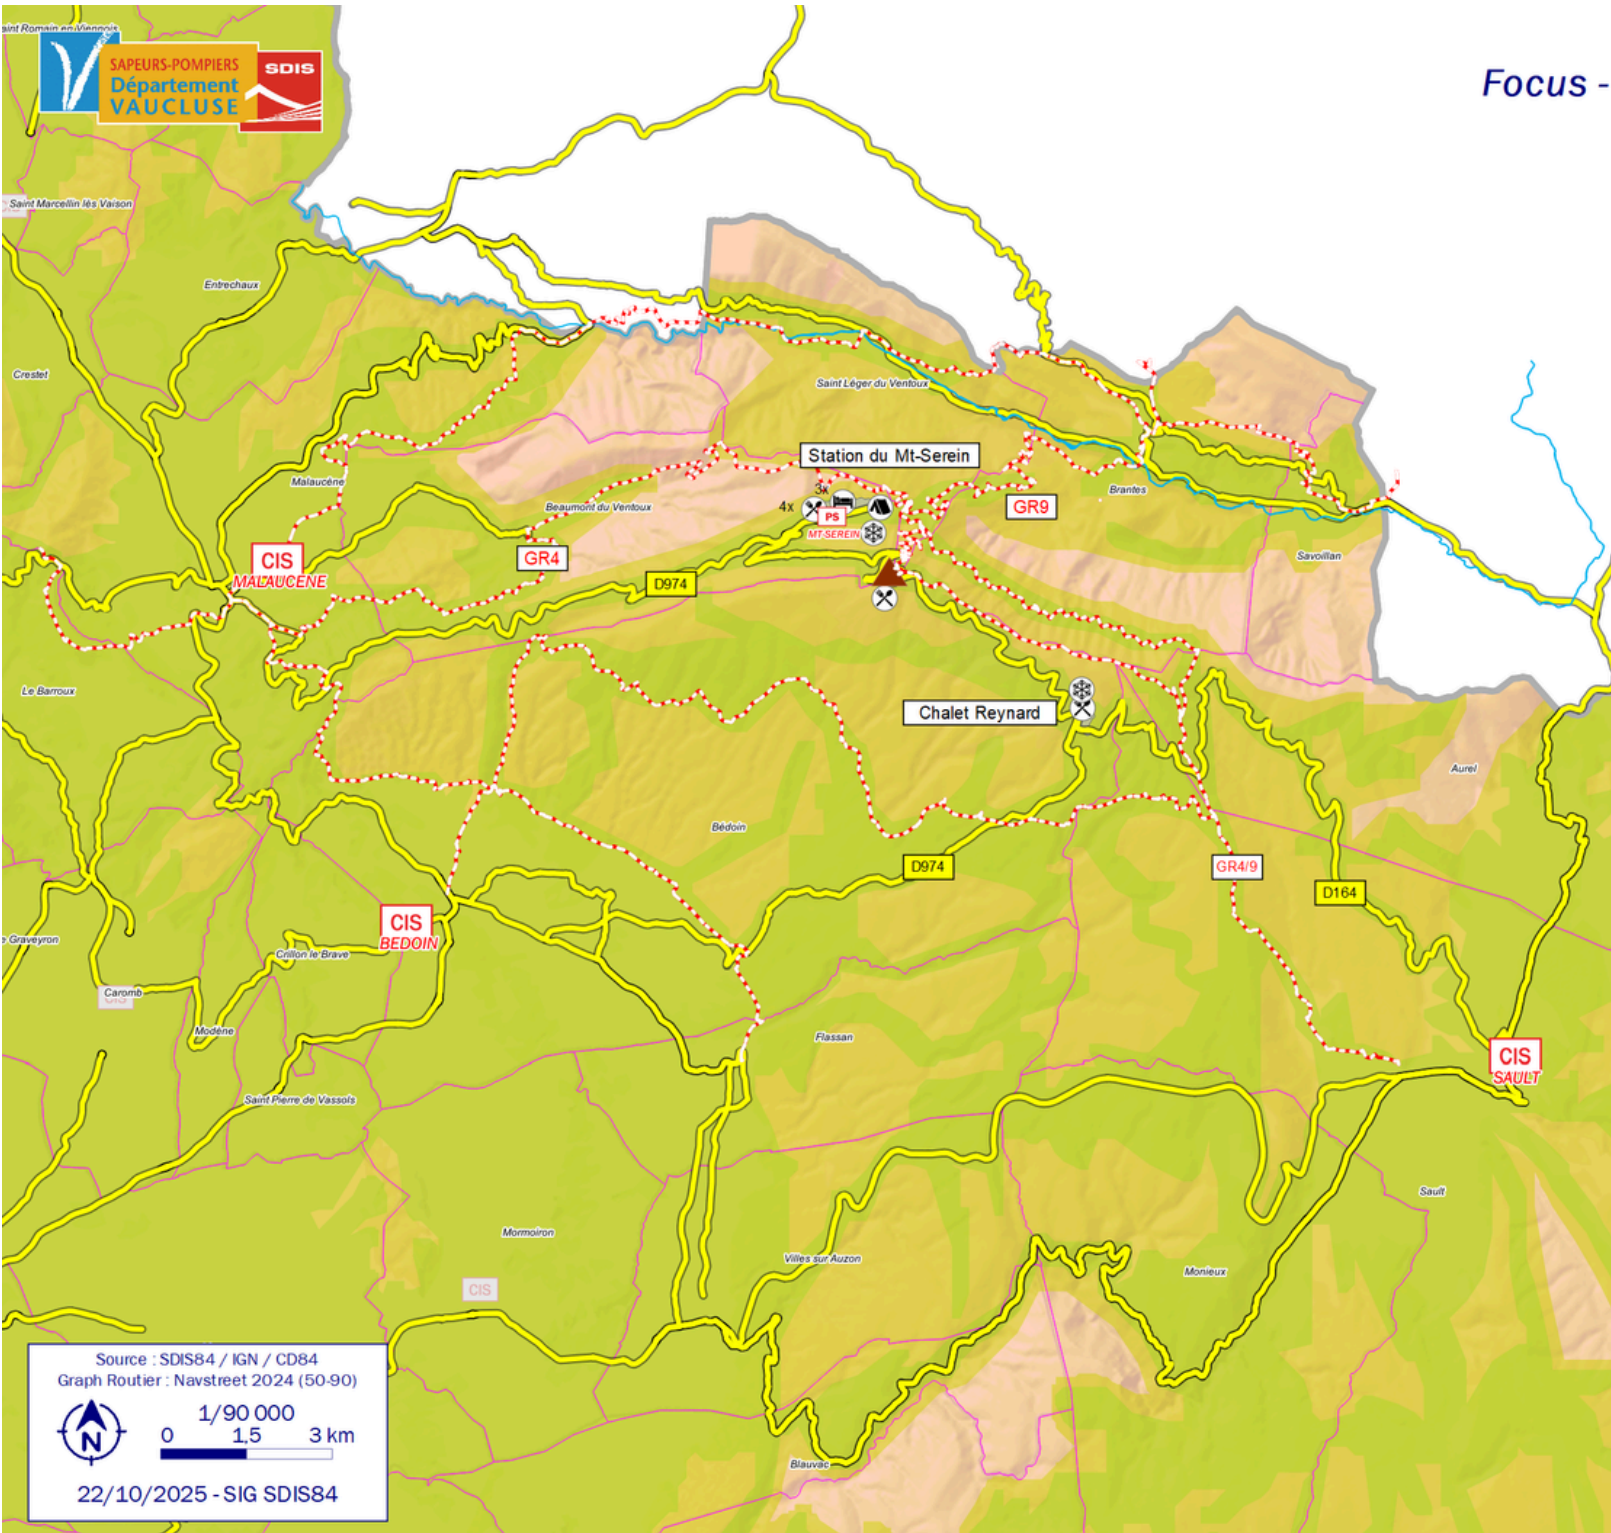 Saint Romain en Viennois
SAPEURS-POMPIERS
Département
VAUCLUSE
SDIS
Focus -
Saint Marcellin lés Vaison
Entrechaux
Crestet
Saint Léger du Ventoux
Station du Mt-Serein
Malaucène
Beaumont du Ventoux
3x
4x
PS
MT-SEREIN
GR9
Brantes
Savoillan
CIS
MALAUCENE
GR4
D974
Le Barroux
Chalet Reynard
Aurel
Bédoin
D974
GR4/9
D164
CIS
BEDOIN
e Graveyron
Crillon le Brave
Caromb
CIS
Modène
Flassan
CIS
SAULT
Saint Pierre de Vassols
Sault
Mormoiron
Villes sur Auzon
Monieux
CIS
Blauvac
Source : SDIS84 / IGN / CD84
Graph Routier : Navstreet 2024 (50-90)
1/90 000
0 1,5 3 km
N
22/10/2025 - SIG SDIS84